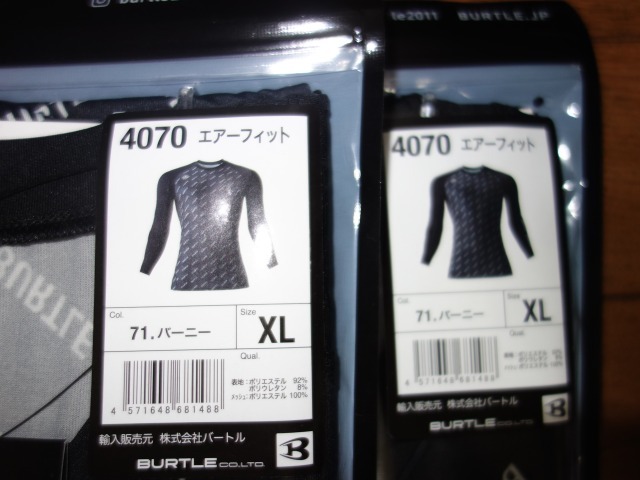 te2011 BURTLE.JP
4070 エアーフィット
Col.
71. バーニー
Size
XL
Qual.
表地:ポリエステル 92%
ポリウレタン 8%
メッシュ:ポリエステル 100%
4 571648 681488
輸入販売元 株式会社バートル
BURTLE CO.,LTD.
B
BURTLE
4070 エアーフィット
Col.
71. バーニー
Size
XL
Qual.
4 571648 681488
輸入販売元 株式会社バートル
BURTLE CO.,LTD.